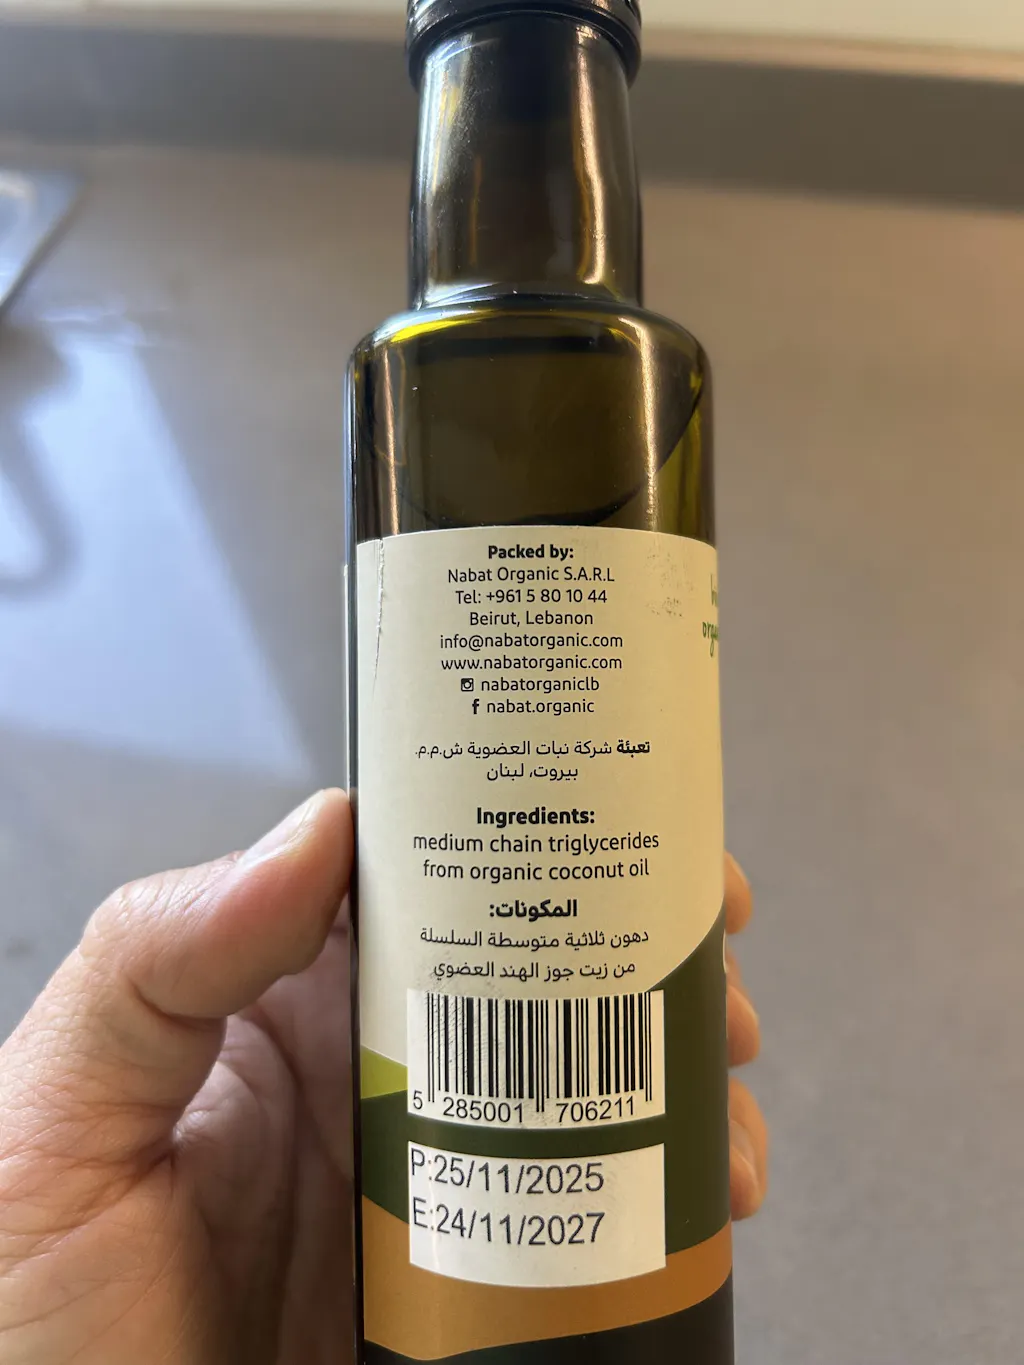 Packed by:
Nabat Organic S.A.R.L
Tel: +961 5 80 10 44
Beirut, Lebanon
info@nabatorganic.com
www.nabatorganic.com
nabatorganiclb
nabat.organic
تعبئة شركة نبات العضوية ش.م.م.
بيروت، لبنان
Ingredients:
medium chain triglycerides
from organic coconut oil
المكونات:
دهون ثلاثية متوسطة السلسلة
من زيت جوز الهند العضوي
5 285001 706211
P:25/11/2025
E:24/11/2027